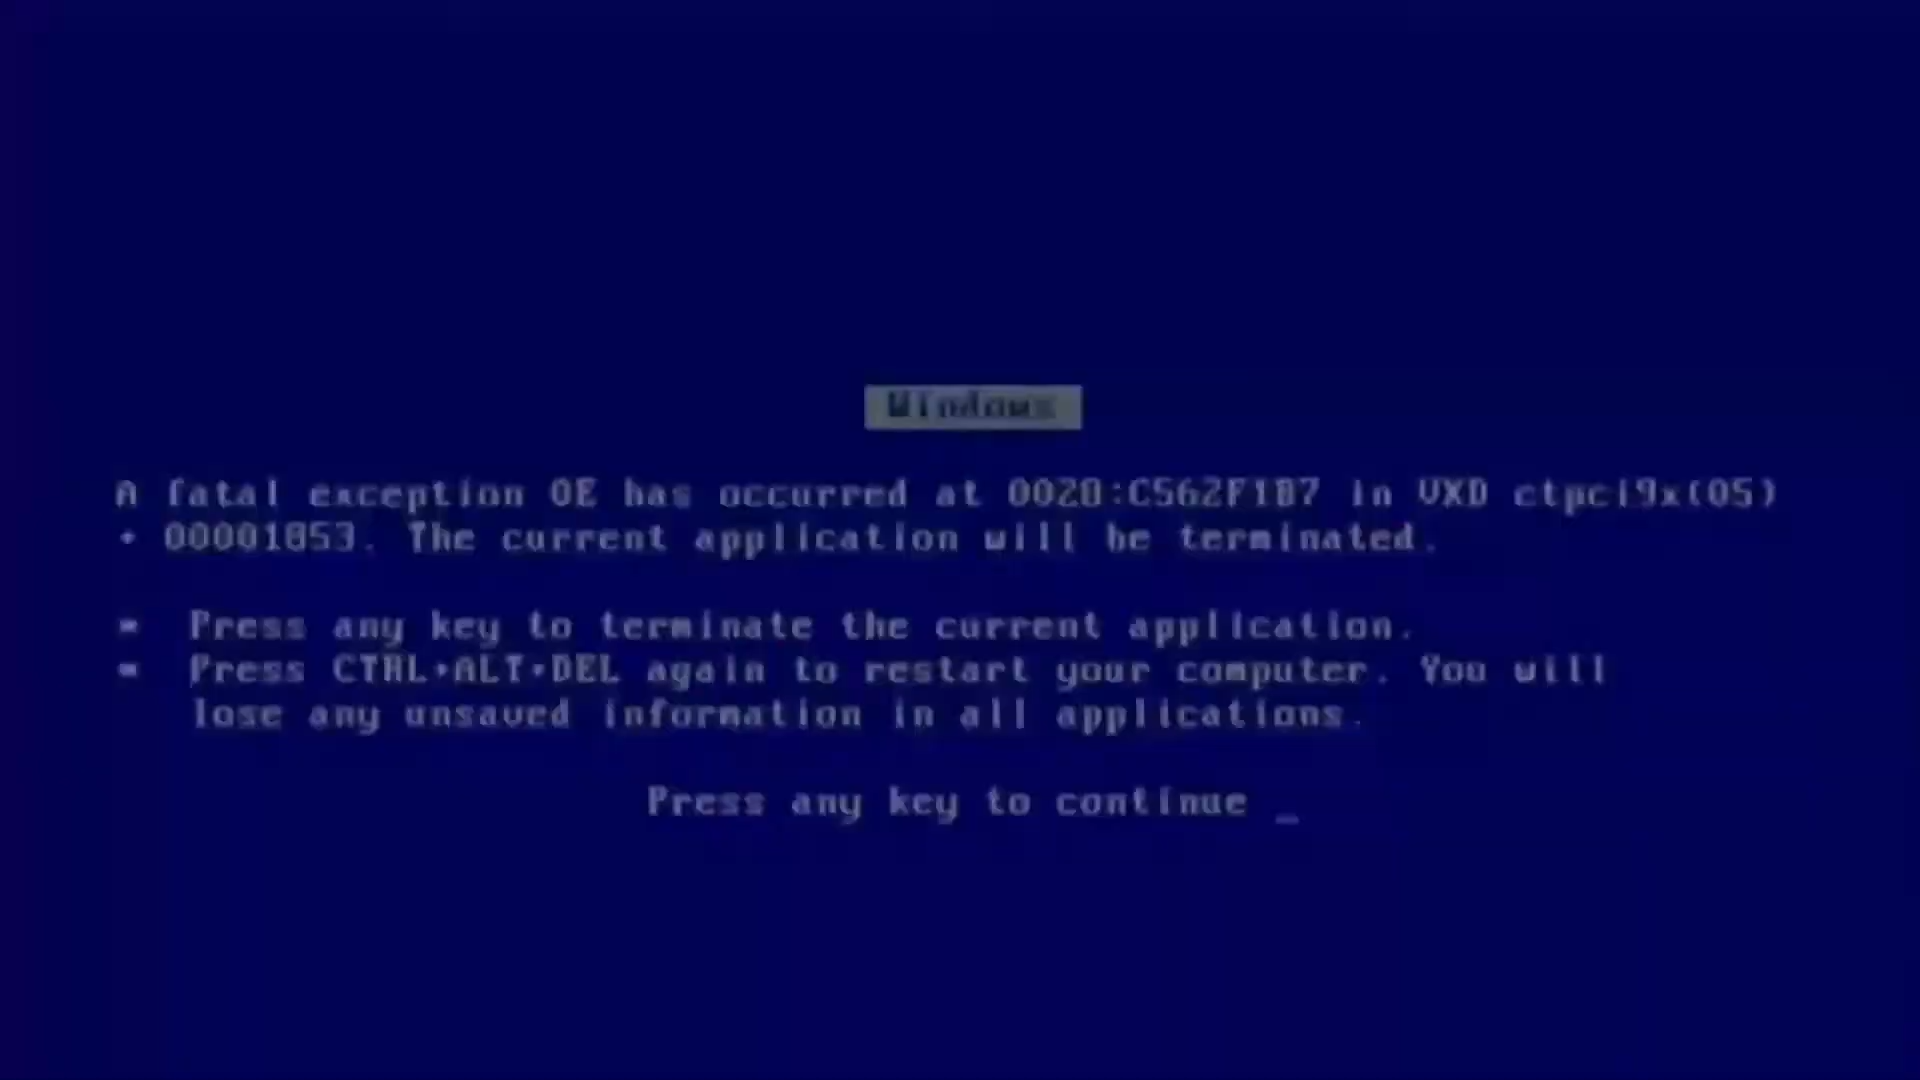 Windows
A fatal exception 0E has occurred at 0028:C562F1B7 in VXD ctpci9x(05)
+ 00001853. The current application will be terminated.
* Press any key to terminate the current application.
* Press CTRL+ALT+DEL again to restart your computer. You will
lose any unsaved information in all applications.
Press any key to continue _